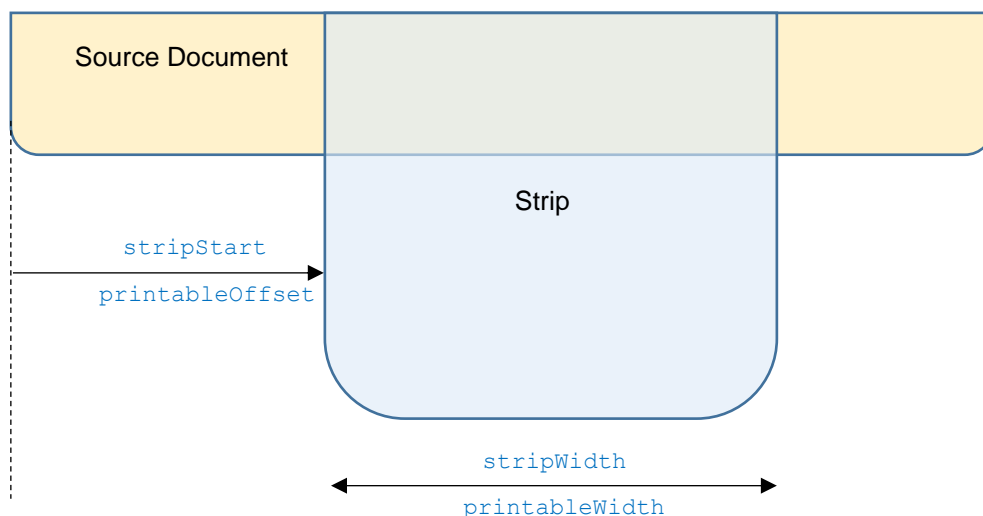 Source Document
Strip
stripStart
printableOffset
stripWidth
printableWidth